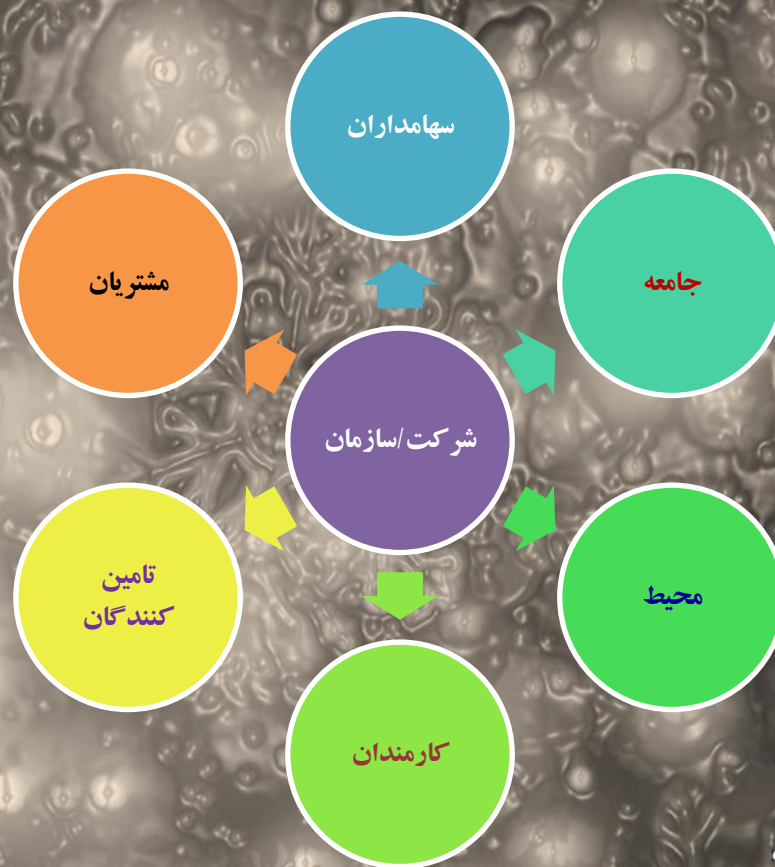 سهامداران
جامعه
مشتریان
شرکت/سازمان
محیط
تامین
کنندگان
کارمندان